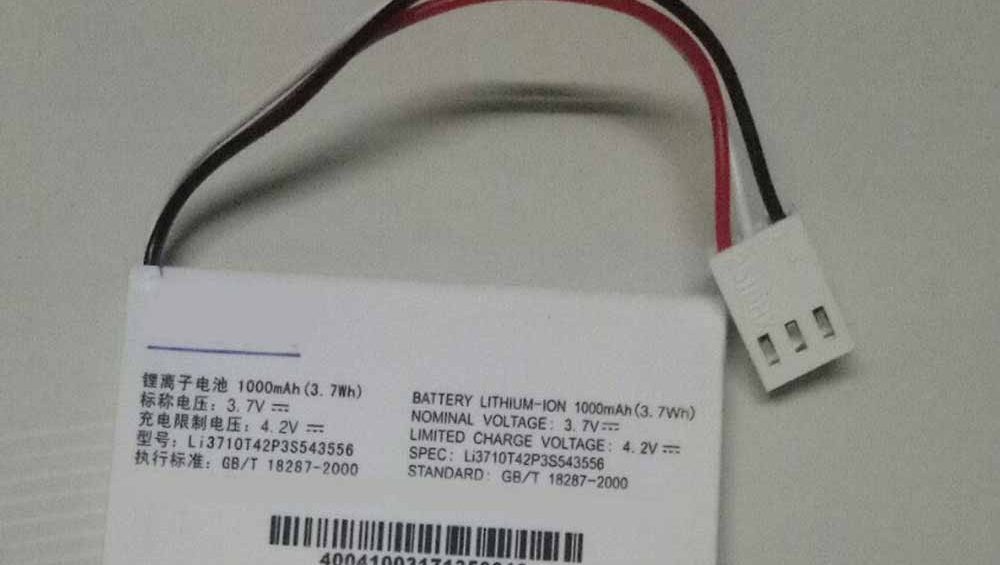 锂离子电池 1000mAh(3.7Wh)
标称电压: 3.7V ⎓
充电限制电压: 4.2V ⎓
型号: Li3710T42P3S543556
执行标准: GB/T 18287-2000
BATTERY LITHIUM-ION 1000mAh(3.7Wh)
NOMINAL VOLTAGE: 3.7V⎓
LIMITED CHARGE VOLTAGE: 4.2V ⎓
SPEC: Li3710T42P3S543556
STANDARD: GB/T 18287-2000